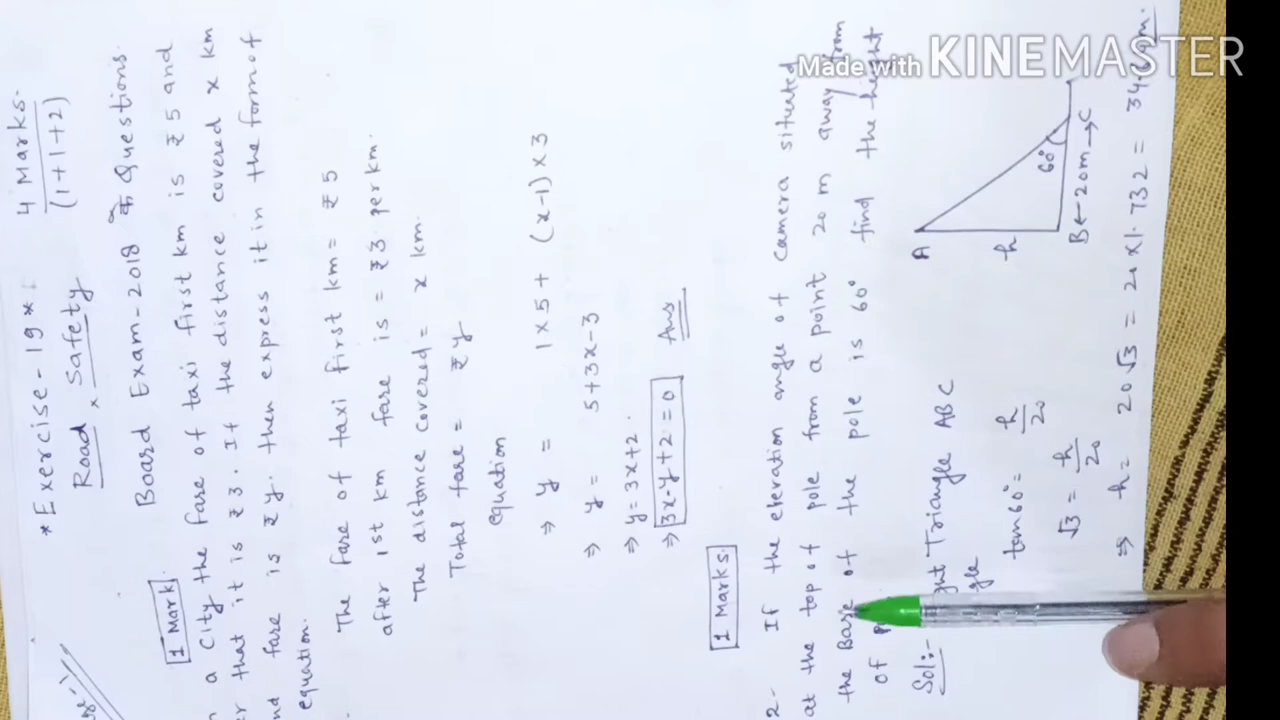 4 Marks.
(1+1+2)
*Exercise-19*
Road x Safety
Board Exam-2018 के Questions.
1 Mark
a City the fare of taxi first km is ₹5 and
that it is ₹3. If the distance covered x km
fare is ₹y. then express it in the form of
equation.
The fare of taxi first km = ₹5
after 1st km fare is = ₹3 per km.
The distance covered = x km.
Total fare = ₹y
equation
⇒ y = 1×5+ (x-1)×3
⇒ y = 5+3x-3
⇒ y=3x+2.
⇒ 3x-y+2=0 Ans
1 Marks.
2- If the eleration angle of camera situated
at the top of pole from a point 20 m away from
the Base of the pole is 60° find the height
of
Sol:- Triangle ABC
tan60° = h/20
√3 = h/20
⇒ h = 20√3 = 20×1.732 =
A
h
60°
B←20m→C
Made with KINEMASTER